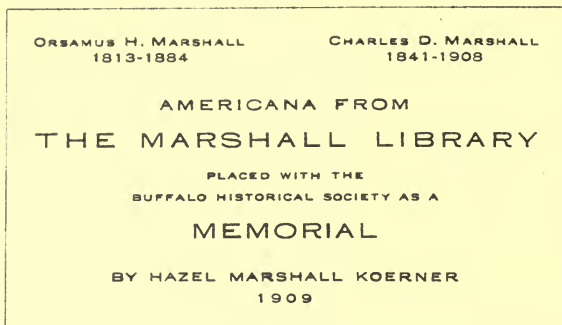 ORSAMUS H. MARSHALL CHARLES D. MARSHALL
1813-1884 1841-1908
AMERICANA FROM
THE MARSHALL LIBRARY
PLACED WITH THE
BUFFALO HISTORICAL SOCIETY AS A
MEMORIAL
BY HAZEL MARSHALL KOERNER
1909